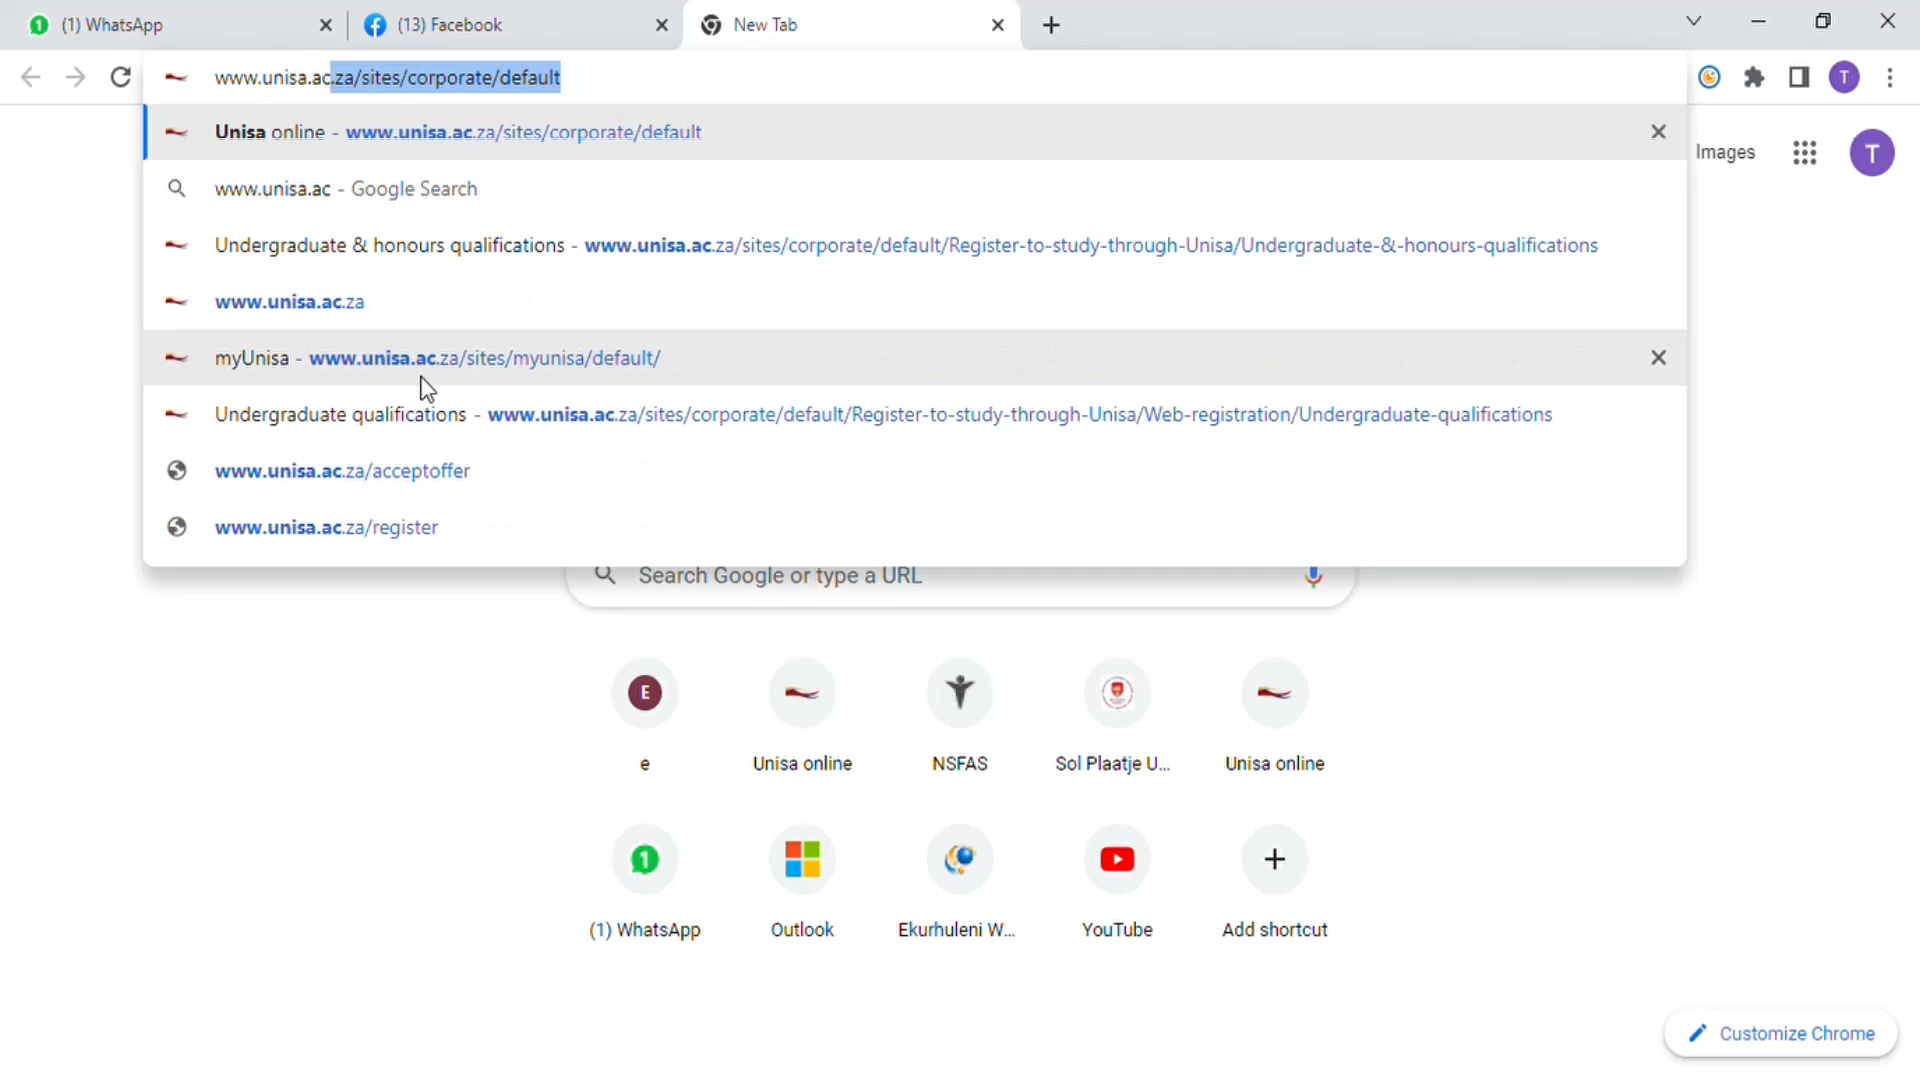 (1) WhatsApp
(13) Facebook
New Tab
www.unisa.ac.za/sites/corporate/default
T
Unisa online - www.unisa.ac.za/sites/corporate/default
www.unisa.ac - Google Search
Images
T
Undergraduate & honours qualifications - www.unisa.ac.za/sites/corporate/default/Register-to-study-through-Unisa/Undergraduate-&-honours-qualifications
www.unisa.ac.za
myUnisa - www.unisa.ac.za/sites/myunisa/default/
Undergraduate qualifications - www.unisa.ac.za/sites/corporate/default/Register-to-study-through-Unisa/Web-registration/Undergraduate-qualifications
www.unisa.ac.za/acceptoffer
www.unisa.ac.za/register
Search Google or type a URL
E
e
Unisa online
NSFAS
Sol Plaatje U...
Unisa online
1
(1) WhatsApp
Outlook
Ekurhuleni W...
YouTube
Add shortcut
Customize Chrome